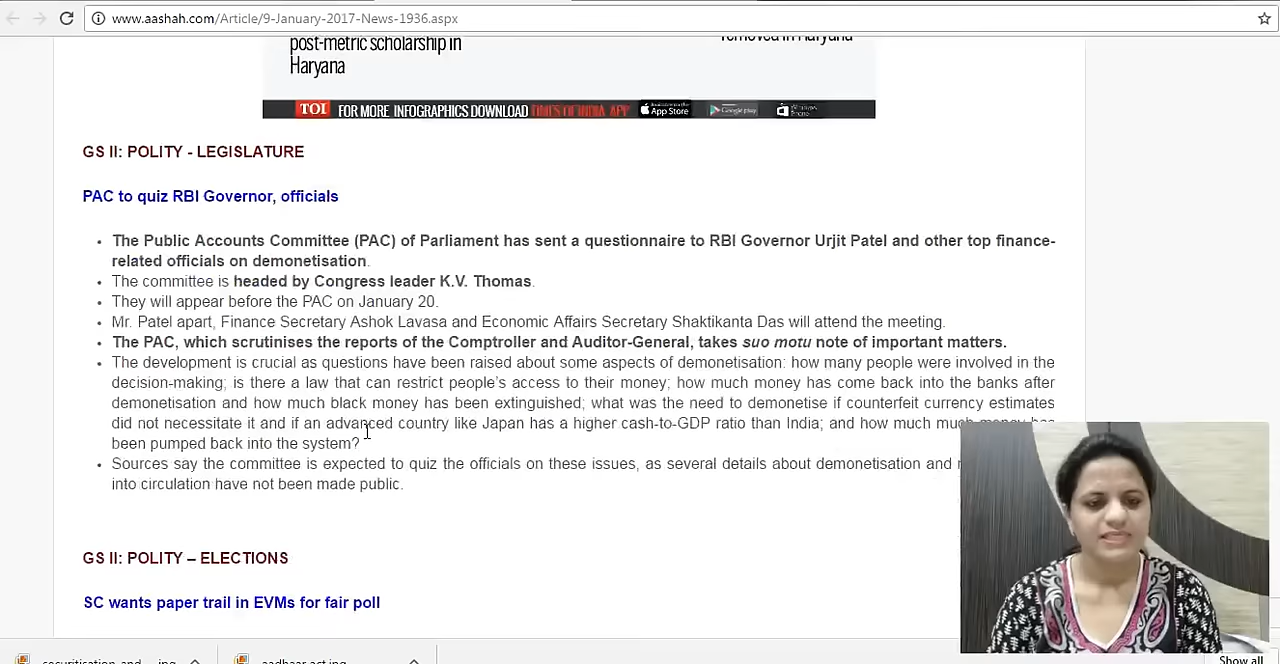 www.aashah.com/Article/9-January-2017-News-1936.aspx
post-metric scholarship in
removed in Haryana
Haryana
TOI FOR MORE INFOGRAPHICS DOWNLOAD TIMES OF INDIA APP App Store Google play
GS II: POLITY - LEGISLATURE
PAC to quiz RBI Governor, officials
• The Public Accounts Committee (PAC) of Parliament has sent a questionnaire to RBI Governor Urjit Patel and other top finance-
related officials on demonetisation.
• The committee is headed by Congress leader K.V. Thomas.
• They will appear before the PAC on January 20.
• Mr. Patel apart, Finance Secretary Ashok Lavasa and Economic Affairs Secretary Shaktikanta Das will attend the meeting.
• The PAC, which scrutinises the reports of the Comptroller and Auditor-General, takes suo motu note of important matters.
• The development is crucial as questions have been raised about some aspects of demonetisation: how many people were involved in the
decision-making; is there a law that can restrict people's access to their money; how much money has come back into the banks after
demonetisation and how much black money has been extinguished; what was the need to demonetise if counterfeit currency estimates
did not necessitate it and if an advanced country like Japan has a higher cash-to-GDP ratio than India; and how much much money has
been pumped back into the system?
• Sources say the committee is expected to quiz the officials on these issues, as several details about demonetisation and
into circulation have not been made public.
GS II: POLITY – ELECTIONS
SC wants paper trail in EVMs for fair poll
Show all